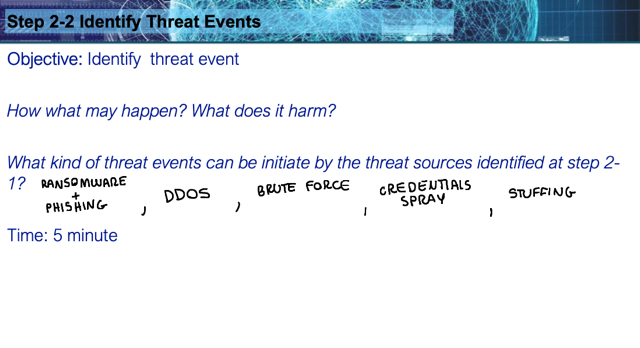 Step 2-2 Identify Threat Events
Objective: Identify threat event
How what may happen? What does it harm?
What kind of threat events can be initiate by the threat sources identified at step 2-
1? RANSOMWARE + PHISHING , DDOS , BRUTE FORCE , CREDENTIALS SPRAY , STUFFING
Time: 5 minute